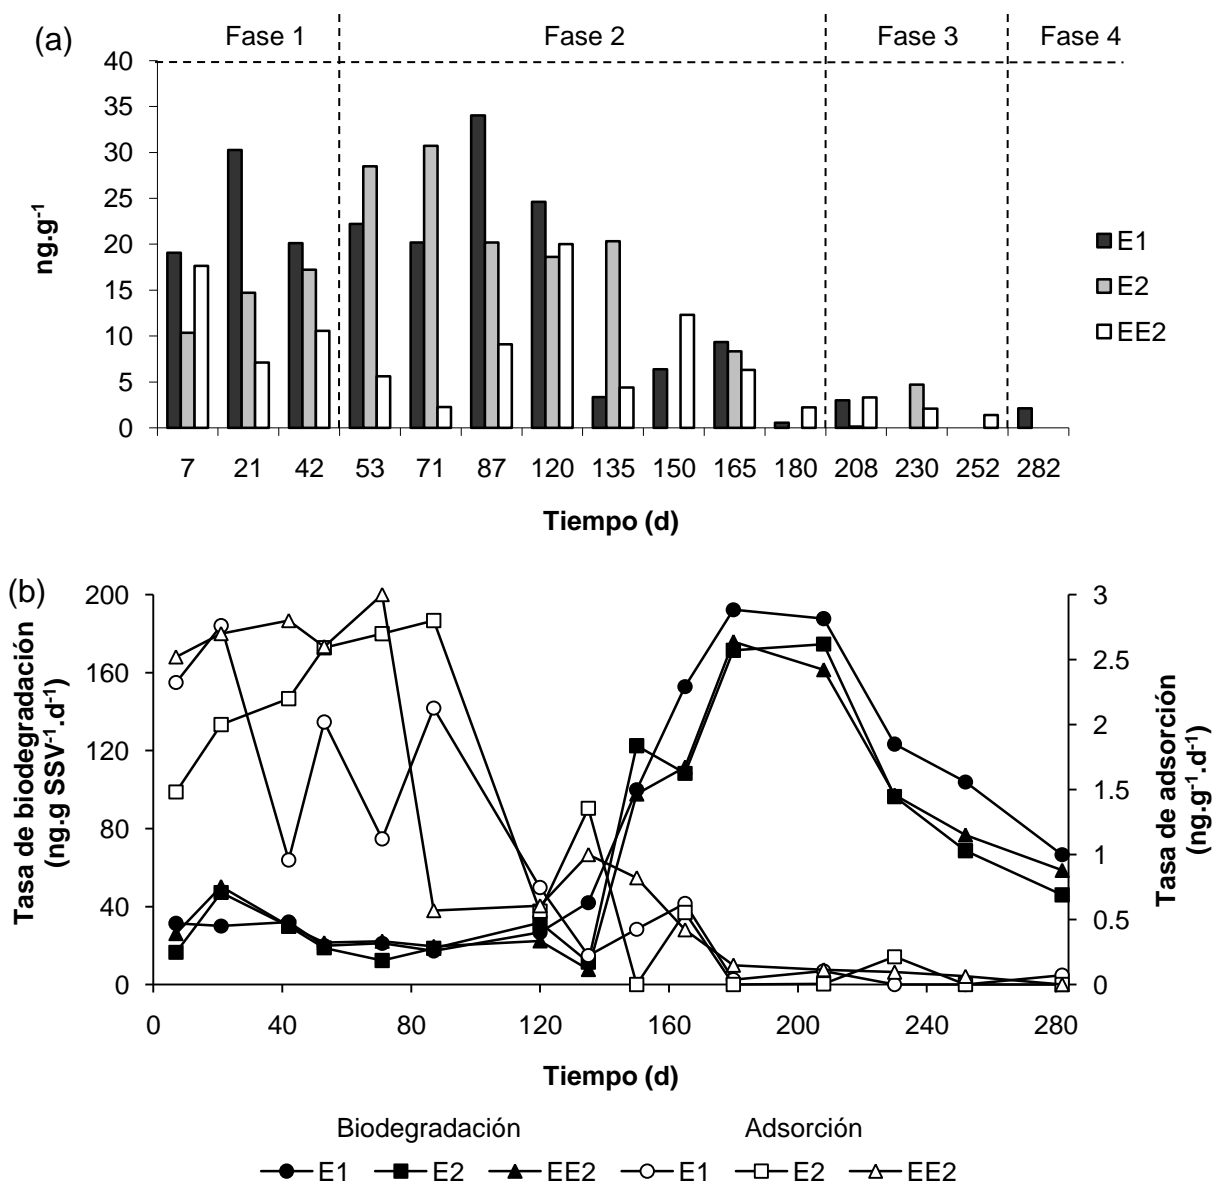 (a)
Fase 1 Fase 2 Fase 3 Fase 4
40
35
30
25
20
15
10
5
0
ng.g⁻¹
7 21 42 53 71 87 120 135 150 165 180 208 230 252 282
Tiempo (d)
E1
E2
EE2
(b)
Tasa de biodegradación
(ng.g SSV⁻¹.d⁻¹)
200
160
120
80
40
0
3
2.5
2
1.5
1
0.5
0
Tasa de adsorción
(ng.g⁻¹.d⁻¹)
0 40 80 120 160 200 240 280
Tiempo (d)
Biodegradación Adsorción
E1 E2 EE2 E1 E2 EE2